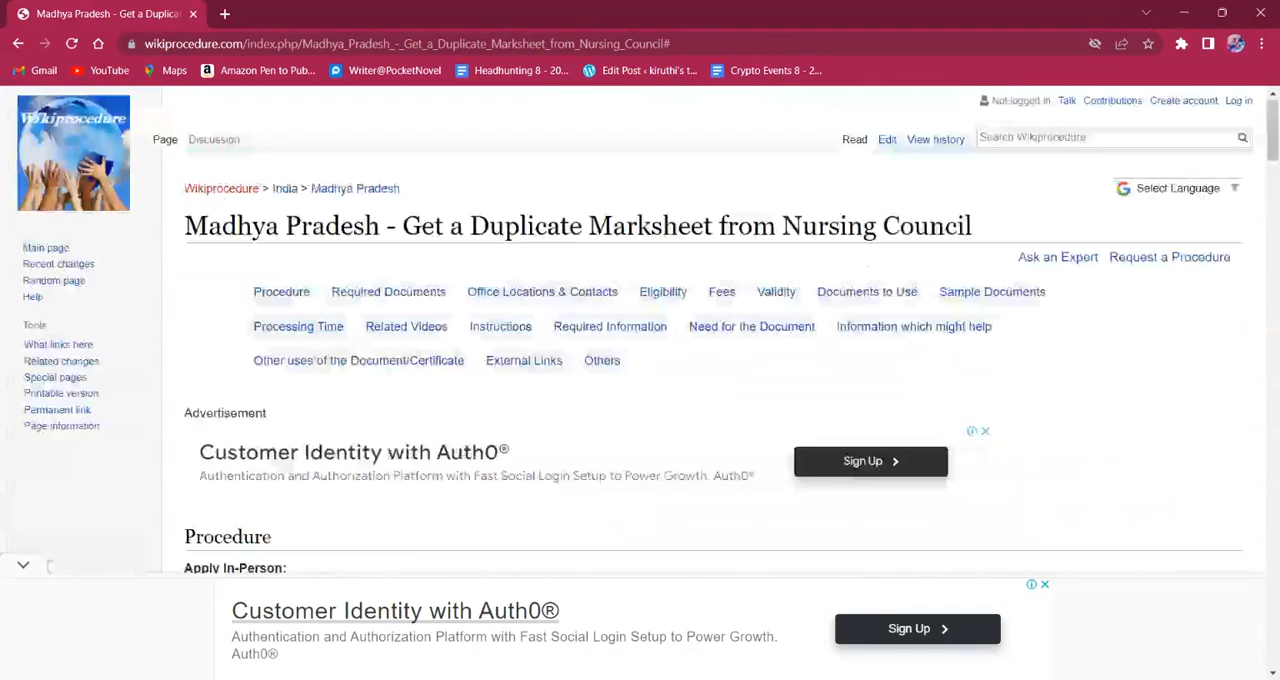 Madhya Pradesh - Get a Duplicat
wikiprocedure.com/index.php/Madhya_Pradesh_-_Get_a_Duplicate_Marksheet_from_Nursing_Council#
Gmail YouTube Maps Amazon Pen to Pub... Writer@PocketNovel Headhunting 8 - 20... Edit Post ‹ kiruthi's t... Crypto Events 8 - 2...
Not logged in Talk Contributions Create account Log in
Wikiprocedure
Page Discussion Read Edit View history Search Wikiprocedure
Wikiprocedure > India > Madhya Pradesh Select Language
Madhya Pradesh - Get a Duplicate Marksheet from Nursing Council
Ask an Expert Request a Procedure
Main page
Recent changes
Random page
Help
Tools
What links here
Related changes
Special pages
Printable version
Permanent link
Page information
Procedure Required Documents Office Locations & Contacts Eligibility Fees Validity Documents to Use Sample Documents
Processing Time Related Videos Instructions Required Information Need for the Document Information which might help
Other uses of the Document/Certificate External Links Others
Advertisement
Customer Identity with Auth0®
Authentication and Authorization Platform with Fast Social Login Setup to Power Growth. Auth0®
Sign Up
Procedure
Apply In-Person:
Customer Identity with Auth0®
Authentication and Authorization Platform with Fast Social Login Setup to Power Growth.
Auth0®
Sign Up